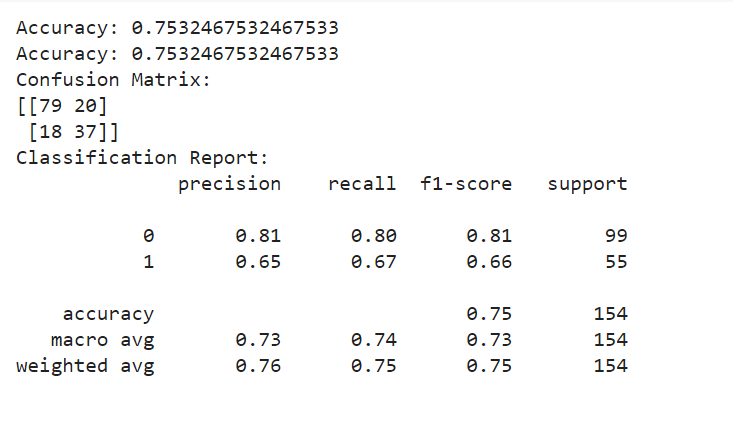 Accuracy: 0.7532467532467533
Accuracy: 0.7532467532467533
Confusion Matrix:
[[79 20]
 [18 37]]
Classification Report:
              precision    recall  f1-score   support

           0       0.81      0.80      0.81        99
           1       0.65      0.67      0.66        55

    accuracy                           0.75       154
   macro avg       0.73      0.74      0.73       154
weighted avg       0.76      0.75      0.75       154